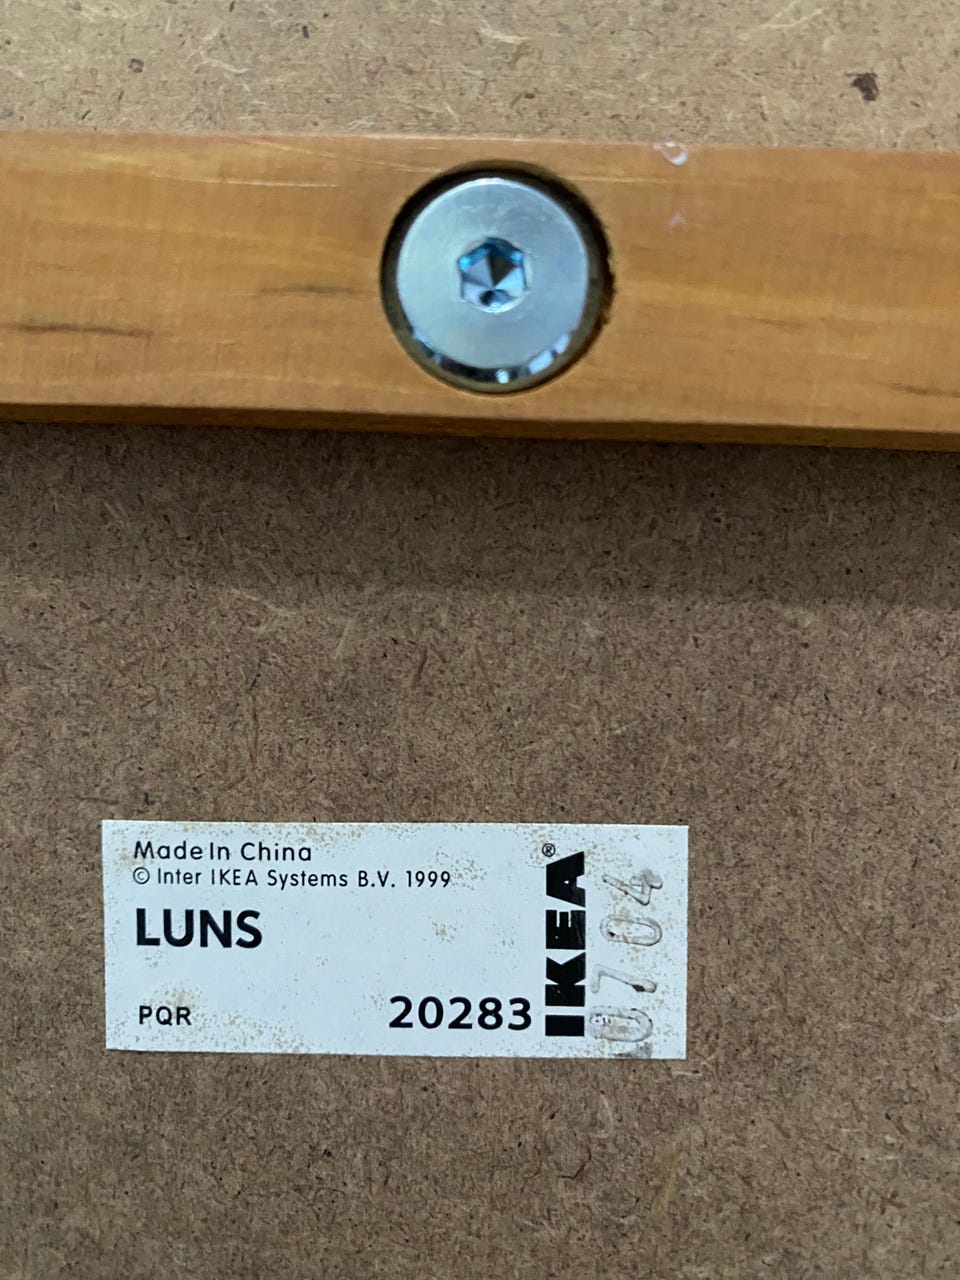 Made In China
© Inter IKEA Systems B.V. 1999
LUNS
PQR
20283
IKEA®
0704